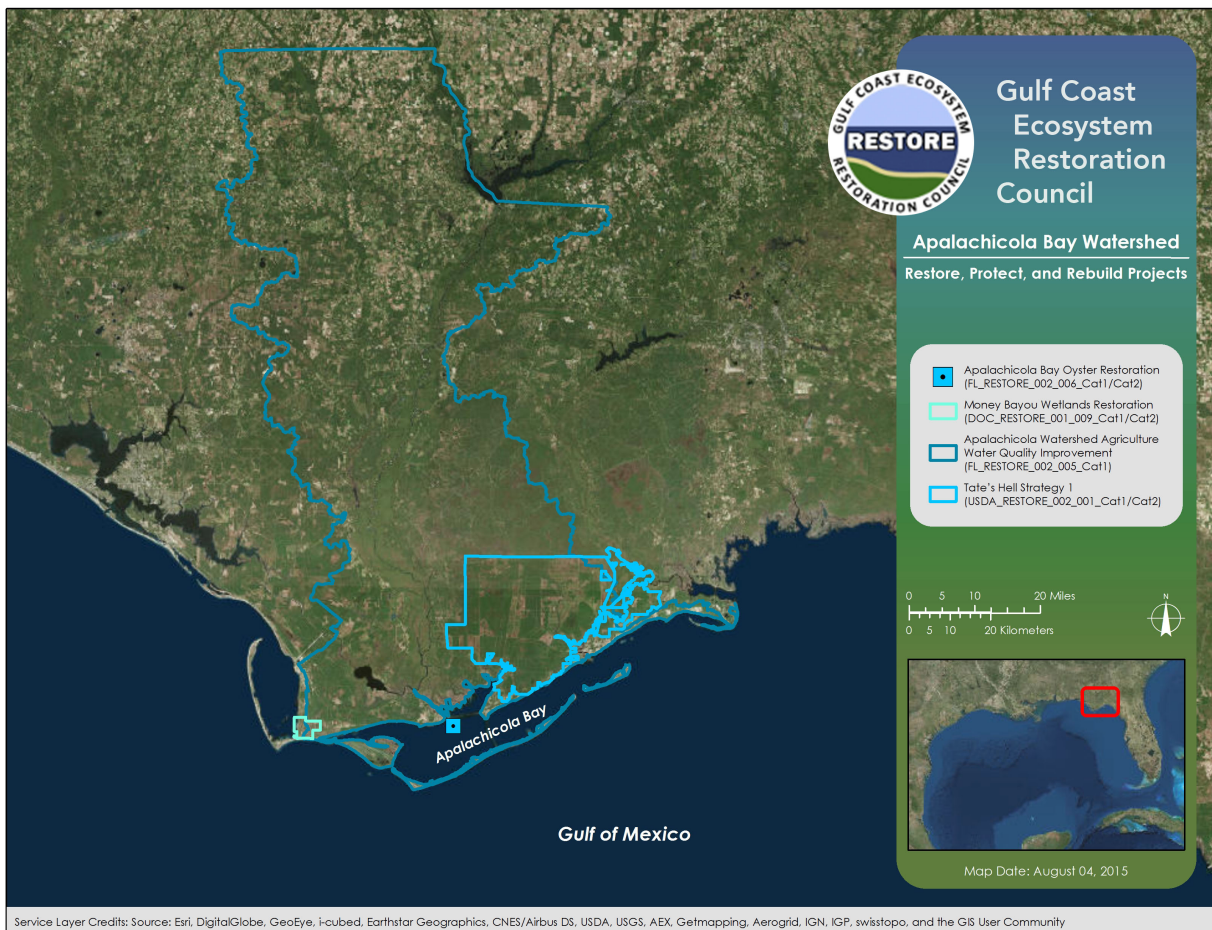 GULF COAST ECOSYSTEM
RESTORE
RESTORATION COUNCIL
Gulf Coast
Ecosystem
Restoration
Council
Apalachicola Bay Watershed
Restore, Protect, and Rebuild Projects
Apalachicola Bay Oyster Restoration
(FL_RESTORE_002_006_Cat1/Cat2)
Money Bayou Wetlands Restoration
(DOC_RESTORE_001_009_Cat1/Cat2)
Apalachicola Watershed Agriculture
Water Quality Improvement
(FL_RESTORE_002_005_Cat1)
Tate's Hell Strategy 1
(USDA_RESTORE_002_001_Cat1/Cat2)
0 5 10 20 Miles
0 5 10 20 Kilometers
N
Apalachicola Bay
Gulf of Mexico
Map Date: August 04, 2015
Service Layer Credits: Source: Esri, DigitalGlobe, GeoEye, i-cubed, Earthstar Geographics, CNES/Airbus DS, USDA, USGS, AEX, Getmapping, Aerogrid, IGN, IGP, swisstopo, and the GIS User Community